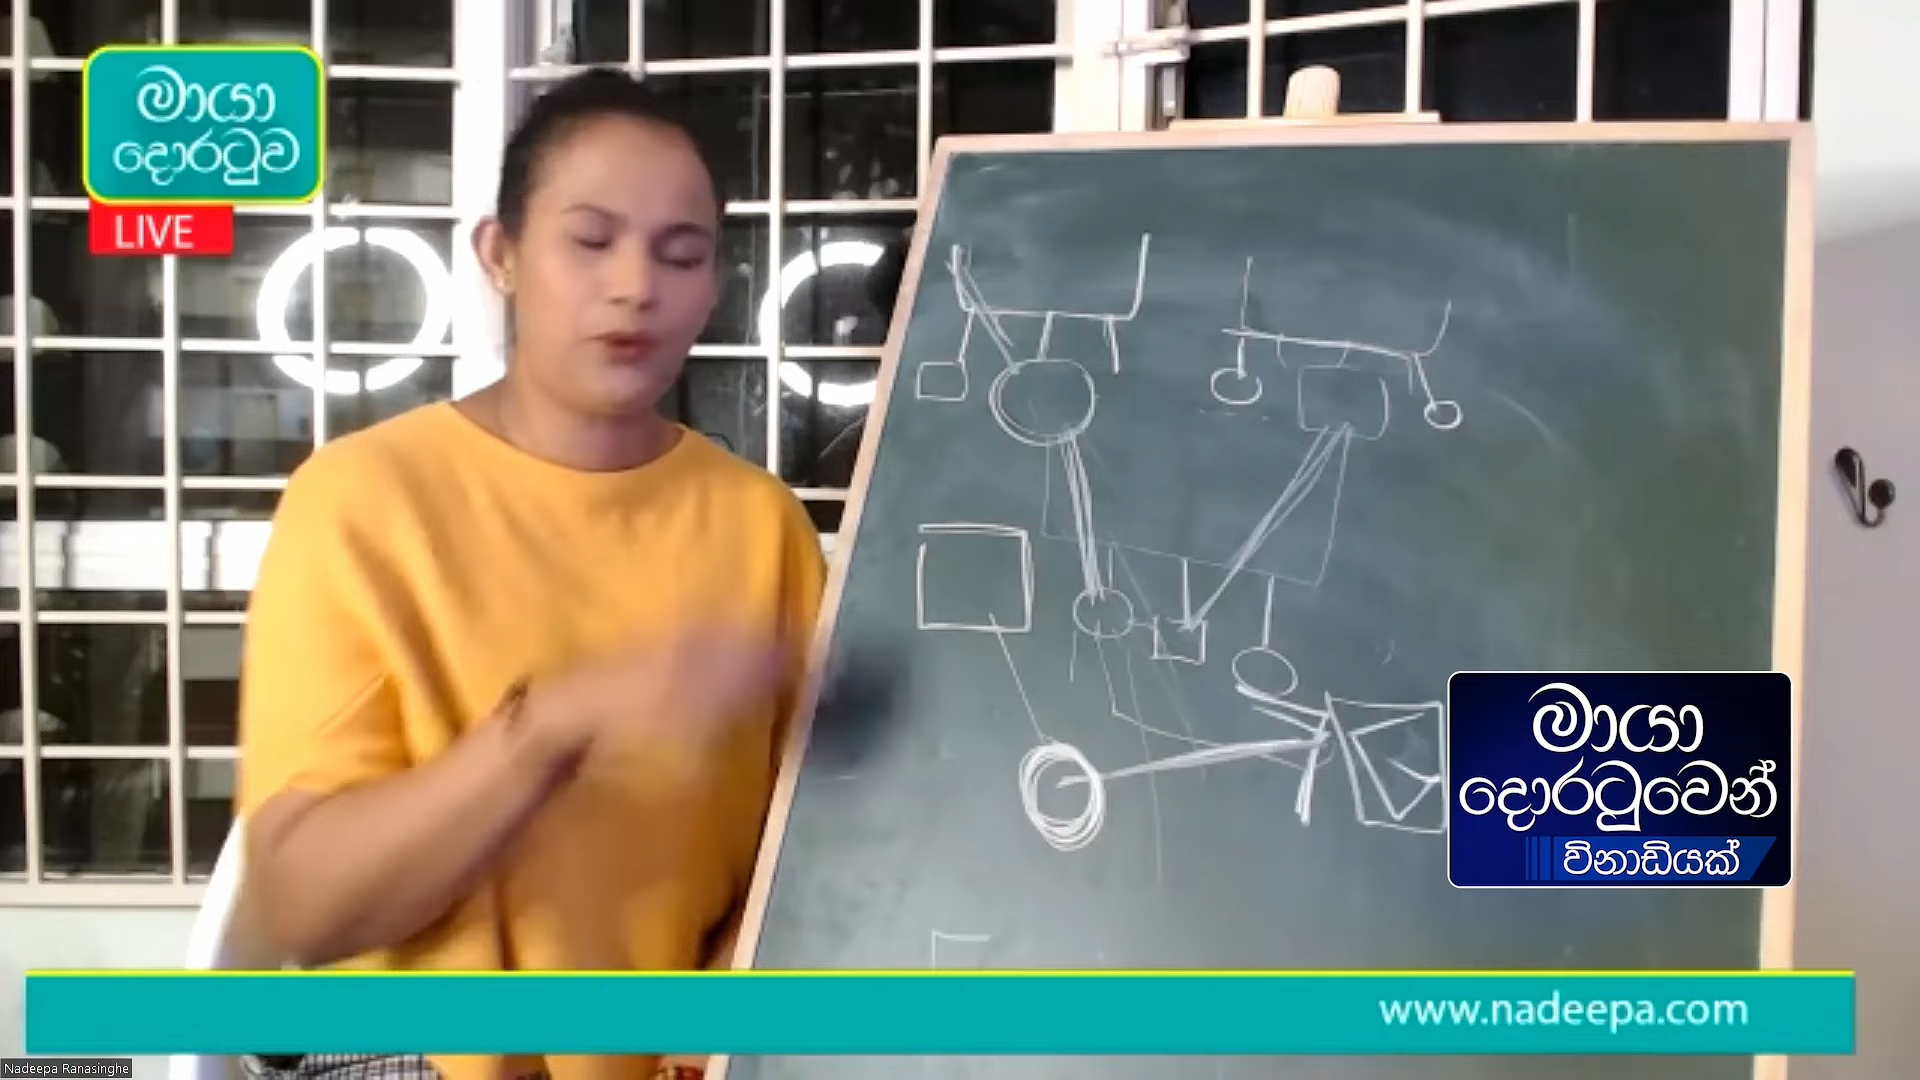 මායා
දොරටුව
LIVE
මායා
දොරටුවෙන්
විනාඩියක්
www.nadeepa.com
Nadeepa Ranasinghe